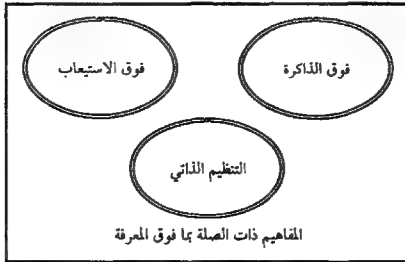 فوق الذاكرة
فوق الاستيعاب
التنظيم الذاتي
المفاهيم ذات الصلة بما فوق المعرفة